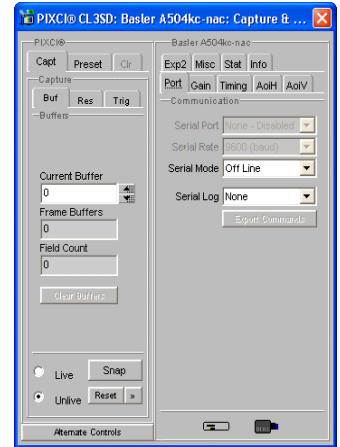 PIXCI® CL3SD: Basler A504kc-nac: Capture & ...
PIXCI®
Capt Preset Clr
Capture
Buf Res Trig
Buffers
Current Buffer
0
Frame Buffers
0
Field Count
0
Clear Buffers
Live Snap
Unlive Reset »
Alternate Controls
Basler A504kc-nac
Exp2 Misc Stat Info
Port Gain Timing AoiH AoiV
Communication
Serial Port None - Disabled
Serial Rate 9600 (baud)
Serial Mode Off Line
Serial Log None
Export Commands